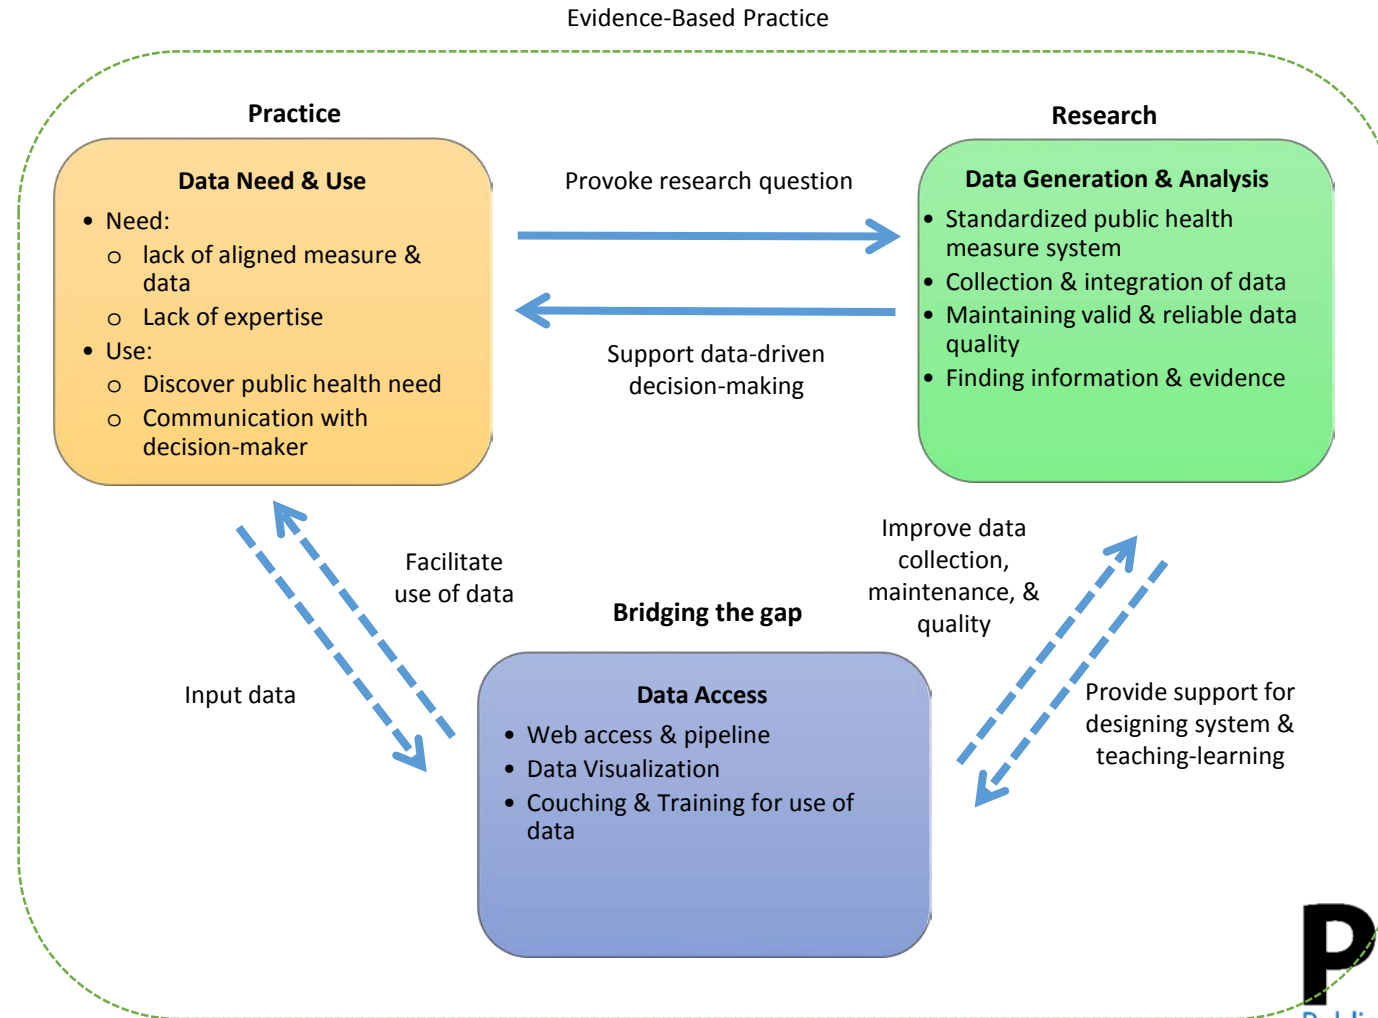 Evidence-Based Practice
Practice
Data Need & Use
• Need:
o lack of aligned measure &
data
o Lack of expertise
• Use:
o Discover public health need
o Communication with
decision-maker
Provoke research question
Support data-driven
decision-making
Research
Data Generation & Analysis
• Standardized public health
measure system
• Collection & integration of data
• Maintaining valid & reliable data
quality
• Finding information & evidence
Facilitate
use of data
Input data
Improve data
collection,
maintenance, &
quality
Provide support for
designing system &
teaching-learning
Bridging the gap
Data Access
• Web access & pipeline
• Data Visualization
• Couching & Training for use of
data
P